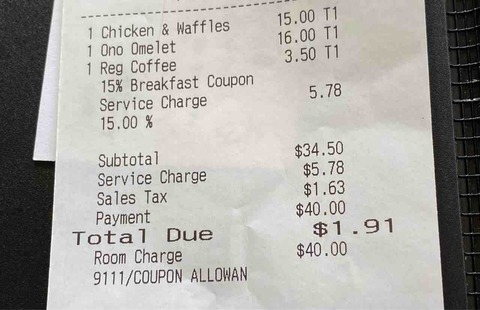 1 Chicken & Waffles 15.00 T1
1 Ono Omelet 16.00 T1
1 Reg Coffee 3.50 T1
15% Breakfast Coupon
Service Charge 5.78
15.00 %
Subtotal $34.50
Service Charge $5.78
Sales Tax $1.63
Payment $40.00
Total Due $1.91
Room Charge $40.00
9111/COUPON ALLOWAN